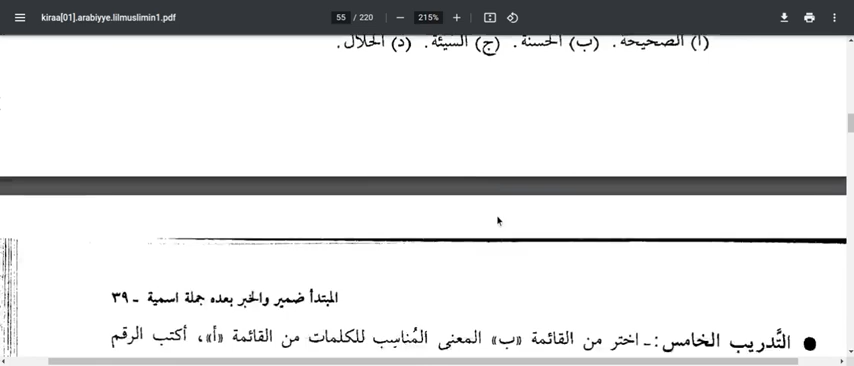 kiraa[01].arabiyye.lilmuslimin1.pdf
55 / 220
215%
(أ) الصحيحة. (ب) الحسنة. (ج) السيئة. (د) الحلال.
المبتدأ ضمير والخبر بعده جملة اسمية - ٣٩
● التَّدريب الخامس :ـ اختر من القائمة «ب» المعنى المُناسِب للكلمات من القائمة «أ»، أكتب الرقم